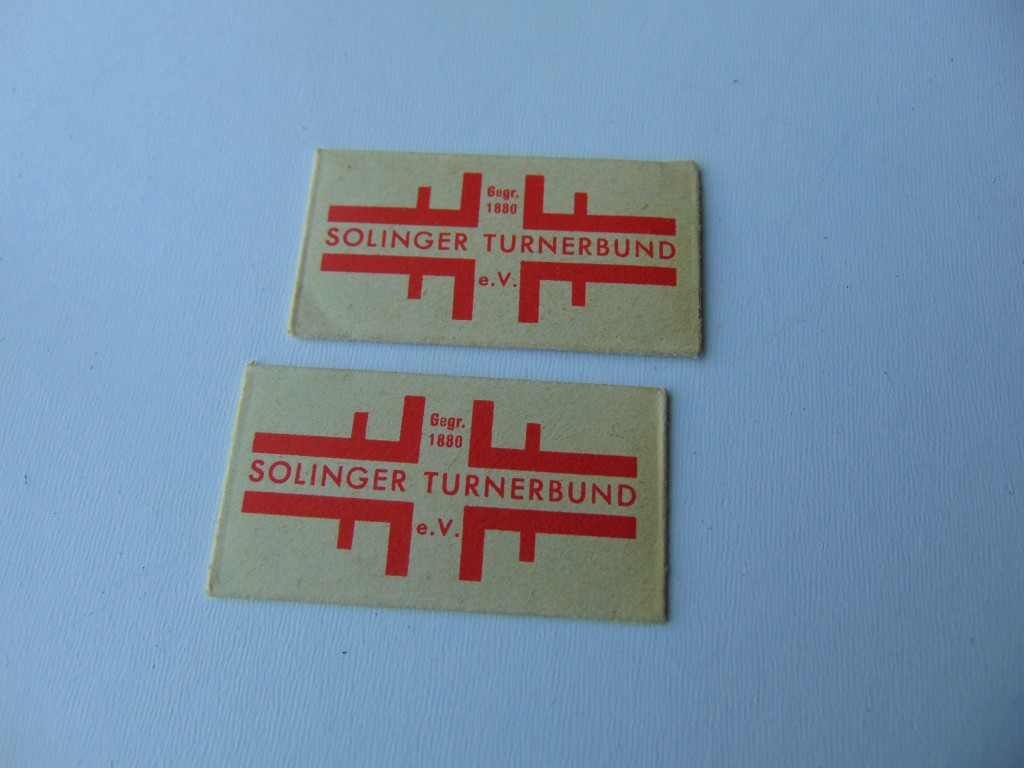 Gegr.
1880
SOLINGER TURNERBUND
e.V.
Gegr.
1880
SOLINGER TURNERBUND
e.V.